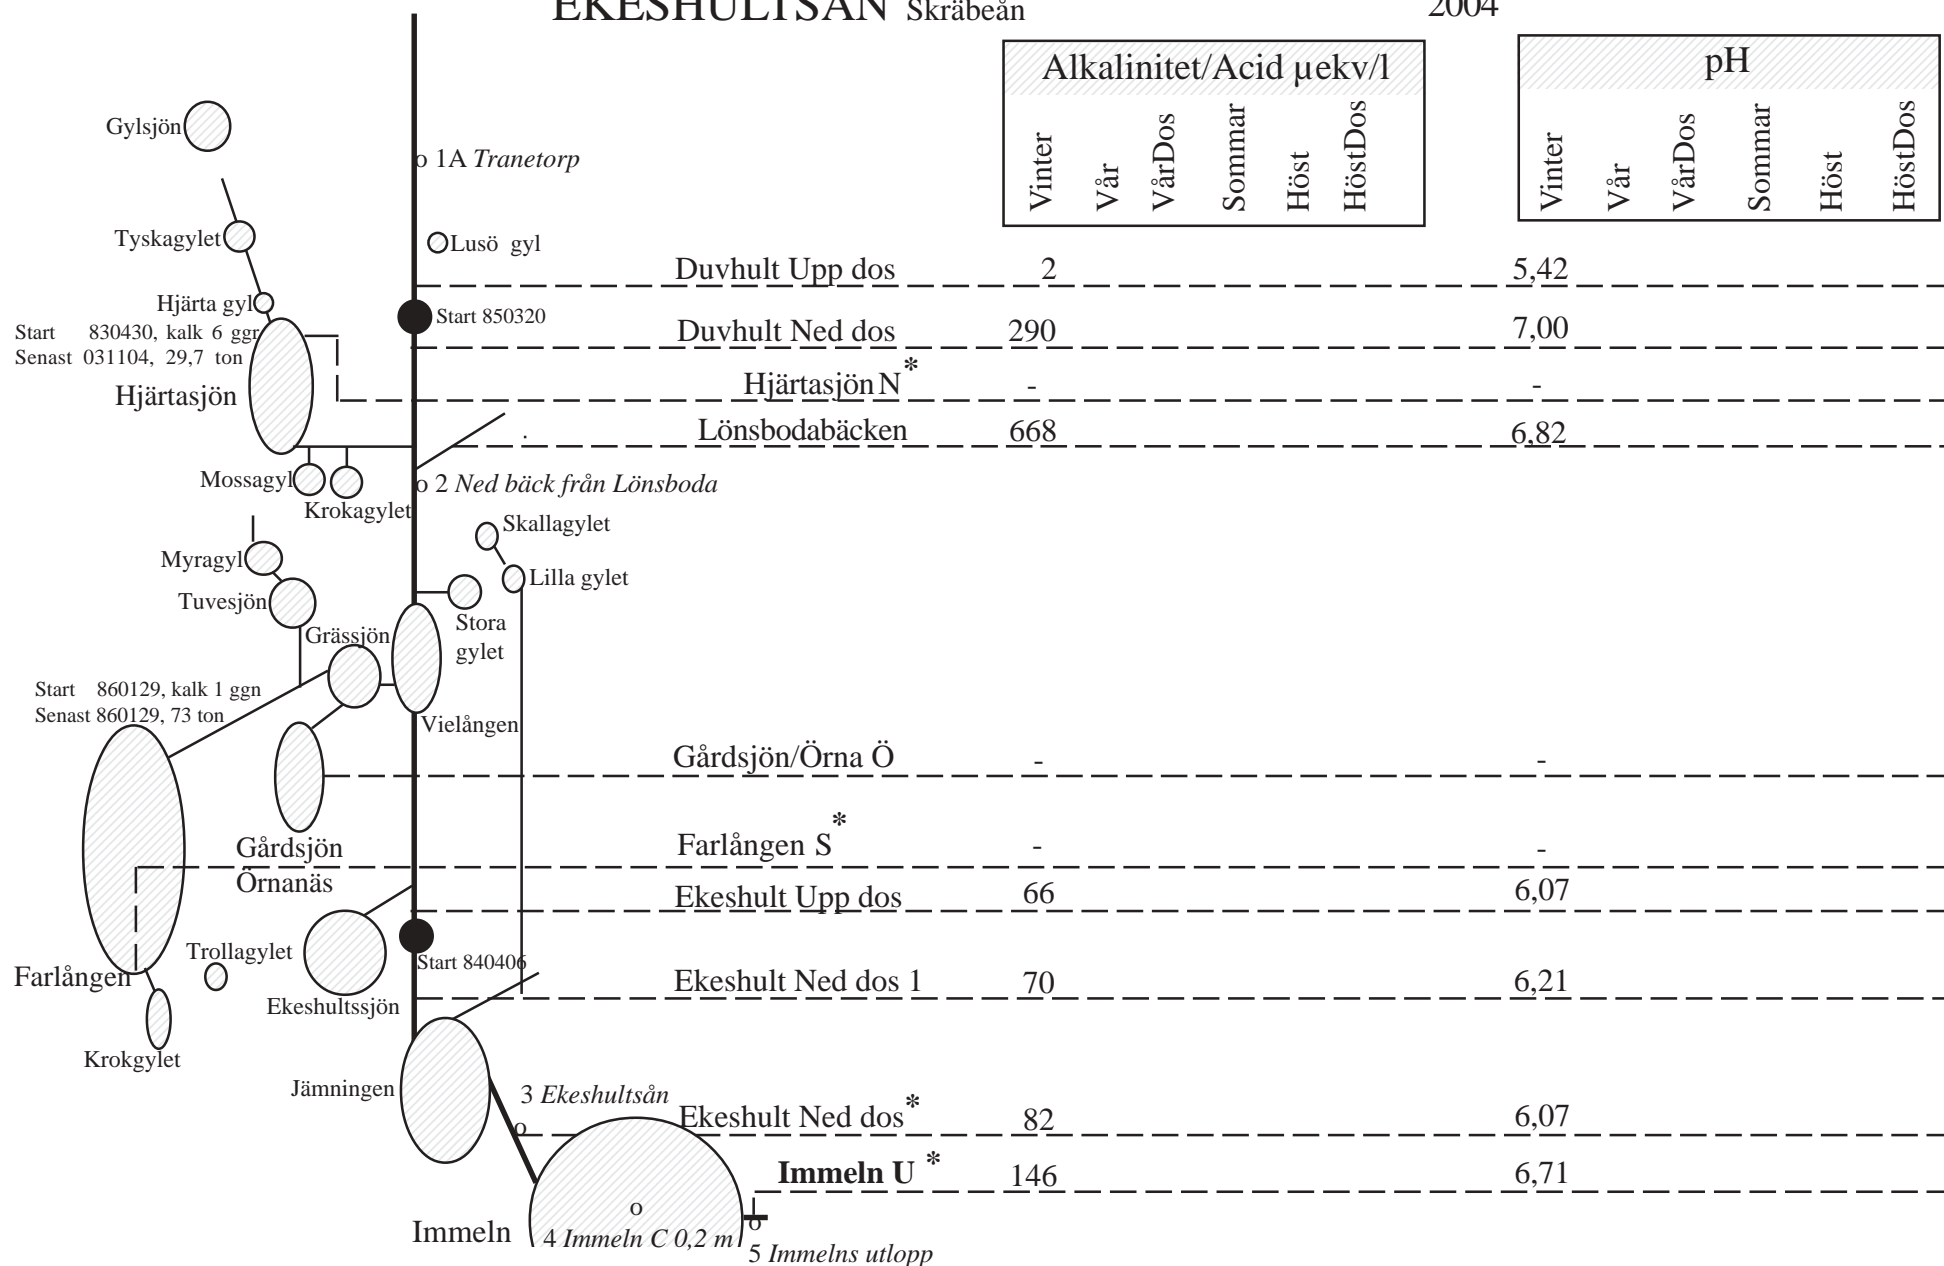 EKESHULTSÅN Skräbeån 2004
Alkalinitet/Acid µekv/l
pH
Vinter
Vår
VårDos
Sommar
Höst
HöstDos
Vinter
Vår
VårDos
Sommar
Höst
HöstDos
Gylsjön
o 1A Tranetorp
Tyskagylet
Lusö gyl
Duvhult Upp dos 2 5,42
Hjärta gyl
Start 850320
Start 830430, kalk 6 ggr
Senast 031104, 29,7 ton
Duvhult Ned dos 290 7,00
Hjärtasjön
Hjärtasjön N* - -
Lönsbodabäcken 668 6,82
Mossagyl
Krokagylet
o 2 Ned bäck från Lönsboda
Skallagylet
Myragyl
Lilla gylet
Tuvesjön
Stora
gylet
Grässjön
Start 860129, kalk 1 ggn
Senast 860129, 73 ton
Vielången
Gårdsjön/Örna Ö - -
Gårdsjön
Örnanäs
Farlången S* - -
Ekeshult Upp dos 66 6,07
Trollagylet
Start 840406
Farlången
Ekeshult Ned dos 1 70 6,21
Ekeshultssjön
Krokgylet
Jämningen
3 Ekeshultsån
o
Ekeshult Ned dos* 82 6,07
Immeln U* 146 6,71
o
o
Immeln
4 Immeln C 0,2 m
5 Immelns utlopp